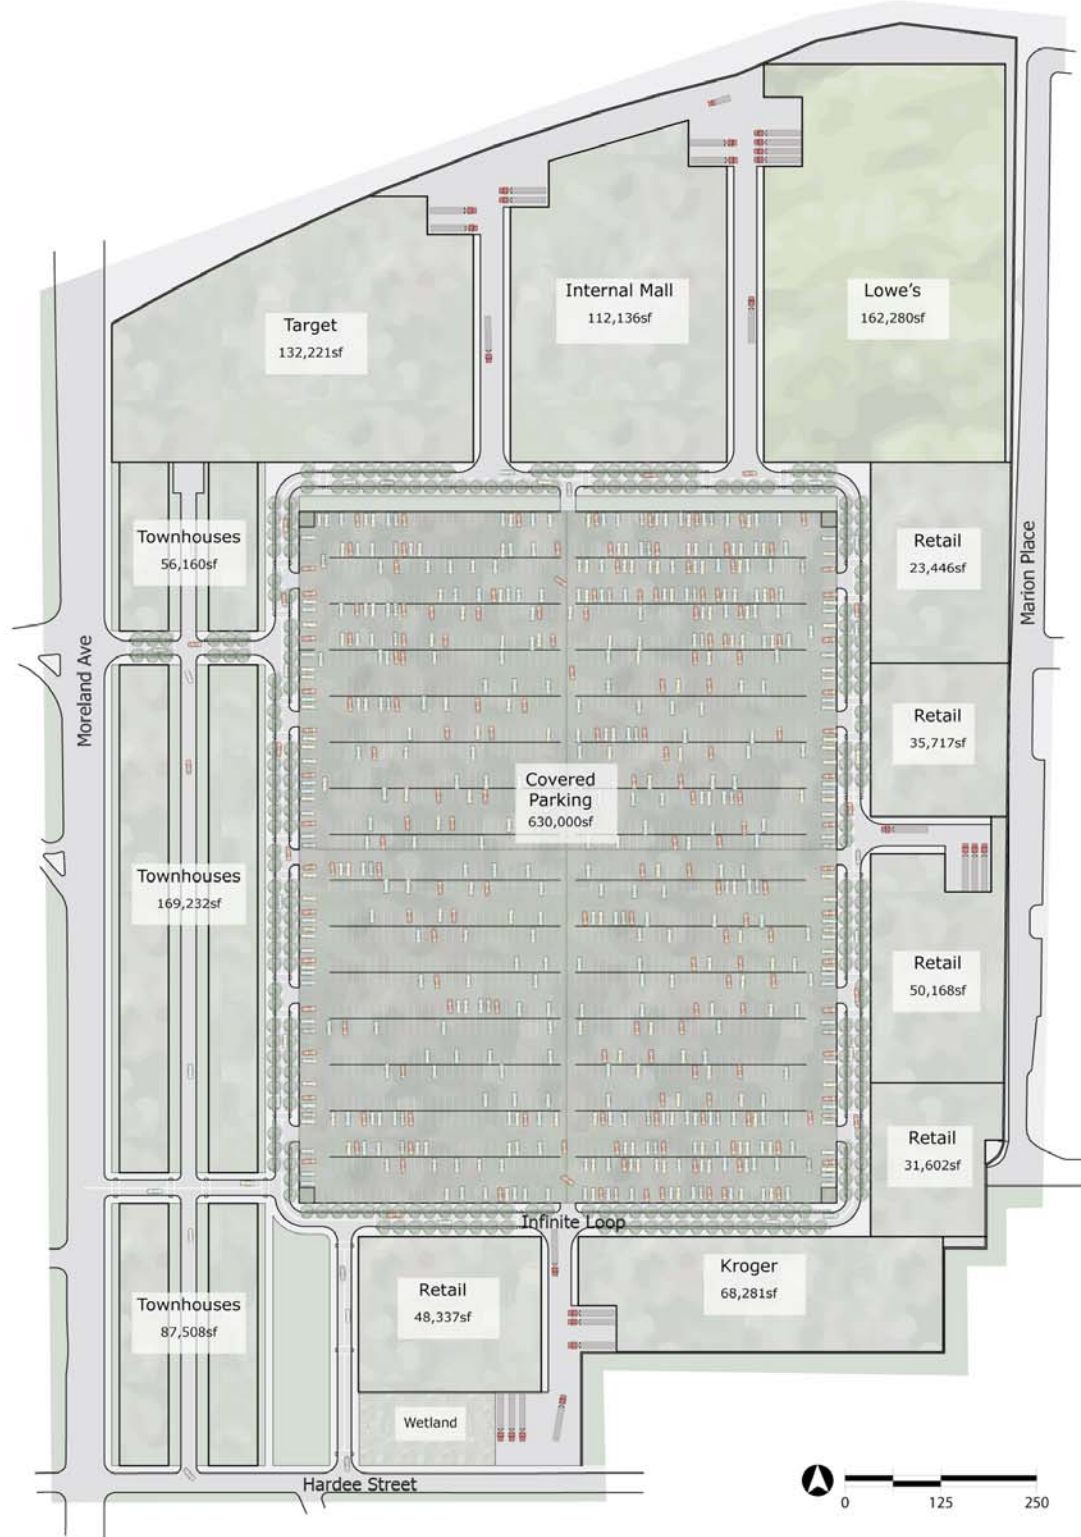 Internal Mall
112,136sf
Lowe's
162,280sf
Target
132,221sf
Townhouses
56,160sf
Retail
23,446sf
Marion Place
Moreland Ave
Retail
35,717sf
Covered
Parking
630,000sf
Townhouses
169,232sf
Retail
50,168sf
Retail
31,602sf
Infinite Loop
Kroger
68,281sf
Retail
48,337sf
Townhouses
87,508sf
Wetland
Hardee Street
0 125 250